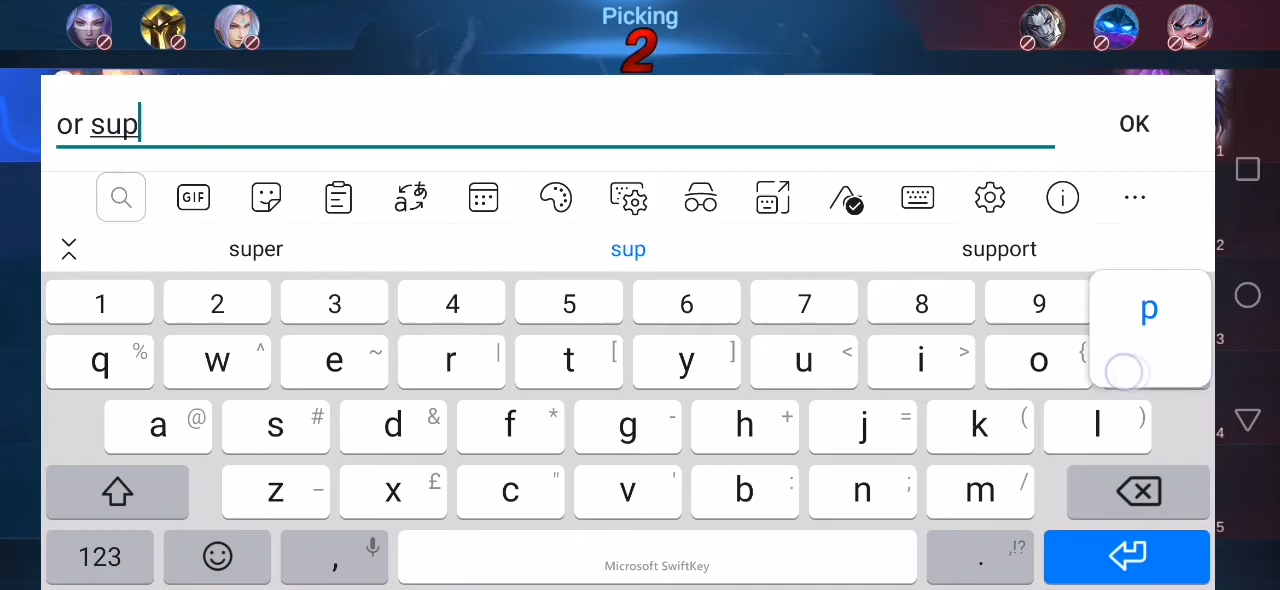 Picking
2
or sup
OK
GIF
super sup support
1 2 3 4 5 6 7 8 9
p
q % w ^ e ~ r | t [ y ] u < i > o {
a @ s # d & f * g - h + j = k ( l )
z _ x £ c " v ' b : n ; m /
123 , Microsoft SwiftKey . ,!?
1
2
3
4
5